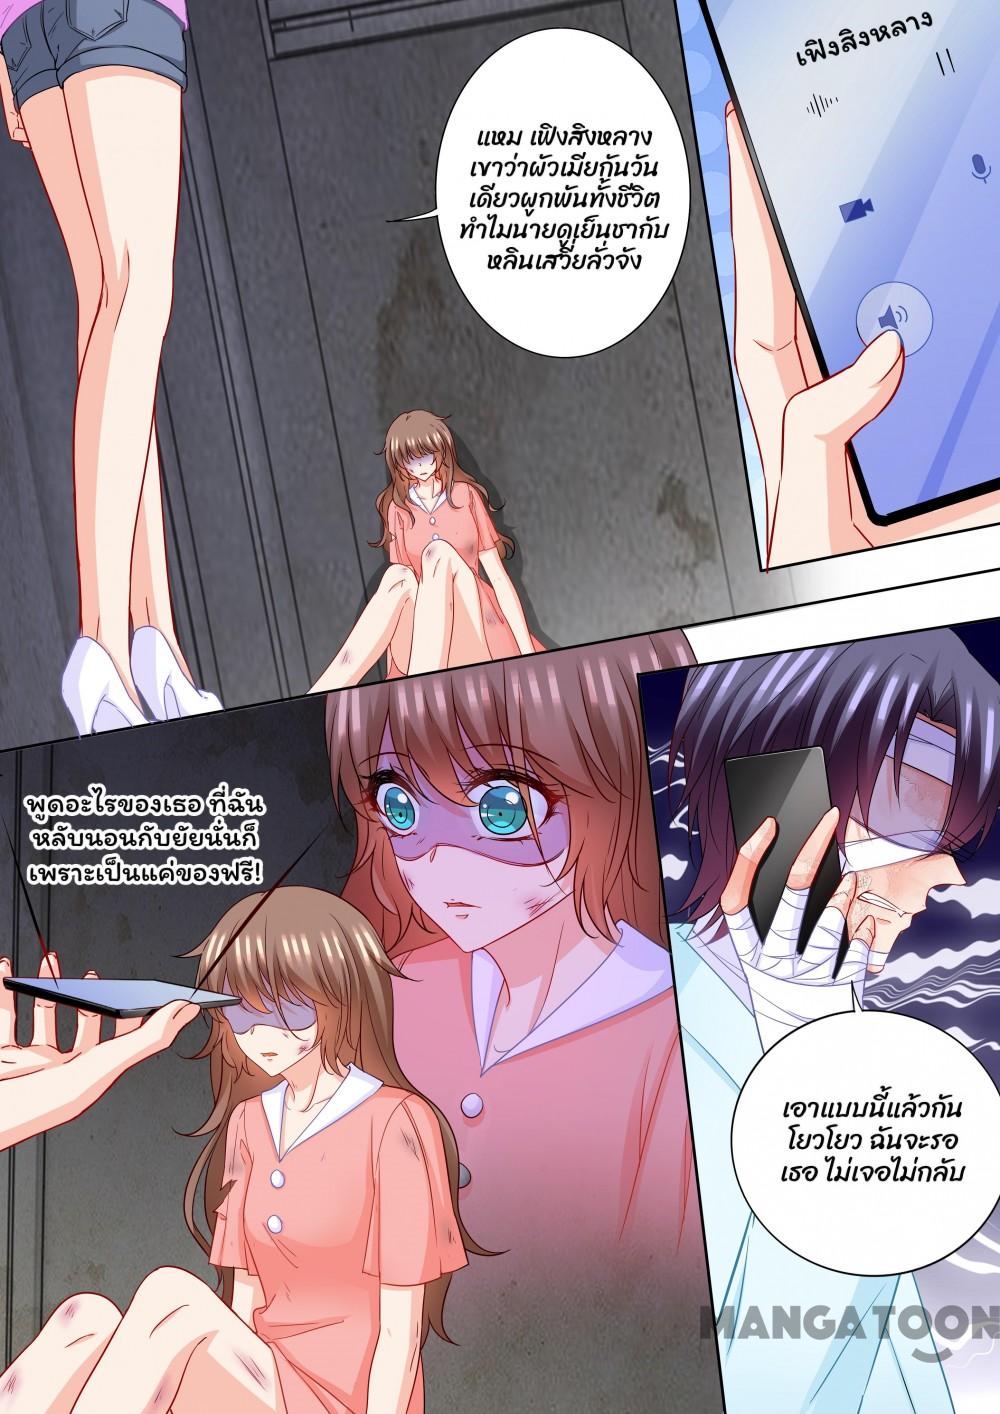 เฟิงสิงหลาง
แหม เฟิงสิงหลาง
เขาว่าผัวเมียกันวัน
เดียวผูกพันทั้งชีวิต
ทำไมนายดูเย็นชากับ
หลินเสวี่ยลั่วจัง
พูดอะไรของเธอ ที่ฉัน
หลับนอนกับยัยนั่นก็
เพราะเป็นแค่ของฟรี!
เอาแบบนี้แล้วกัน
โยวโยว ฉันจะรอ
เธอ ไม่เจอไม่กลับ
MANGATOON